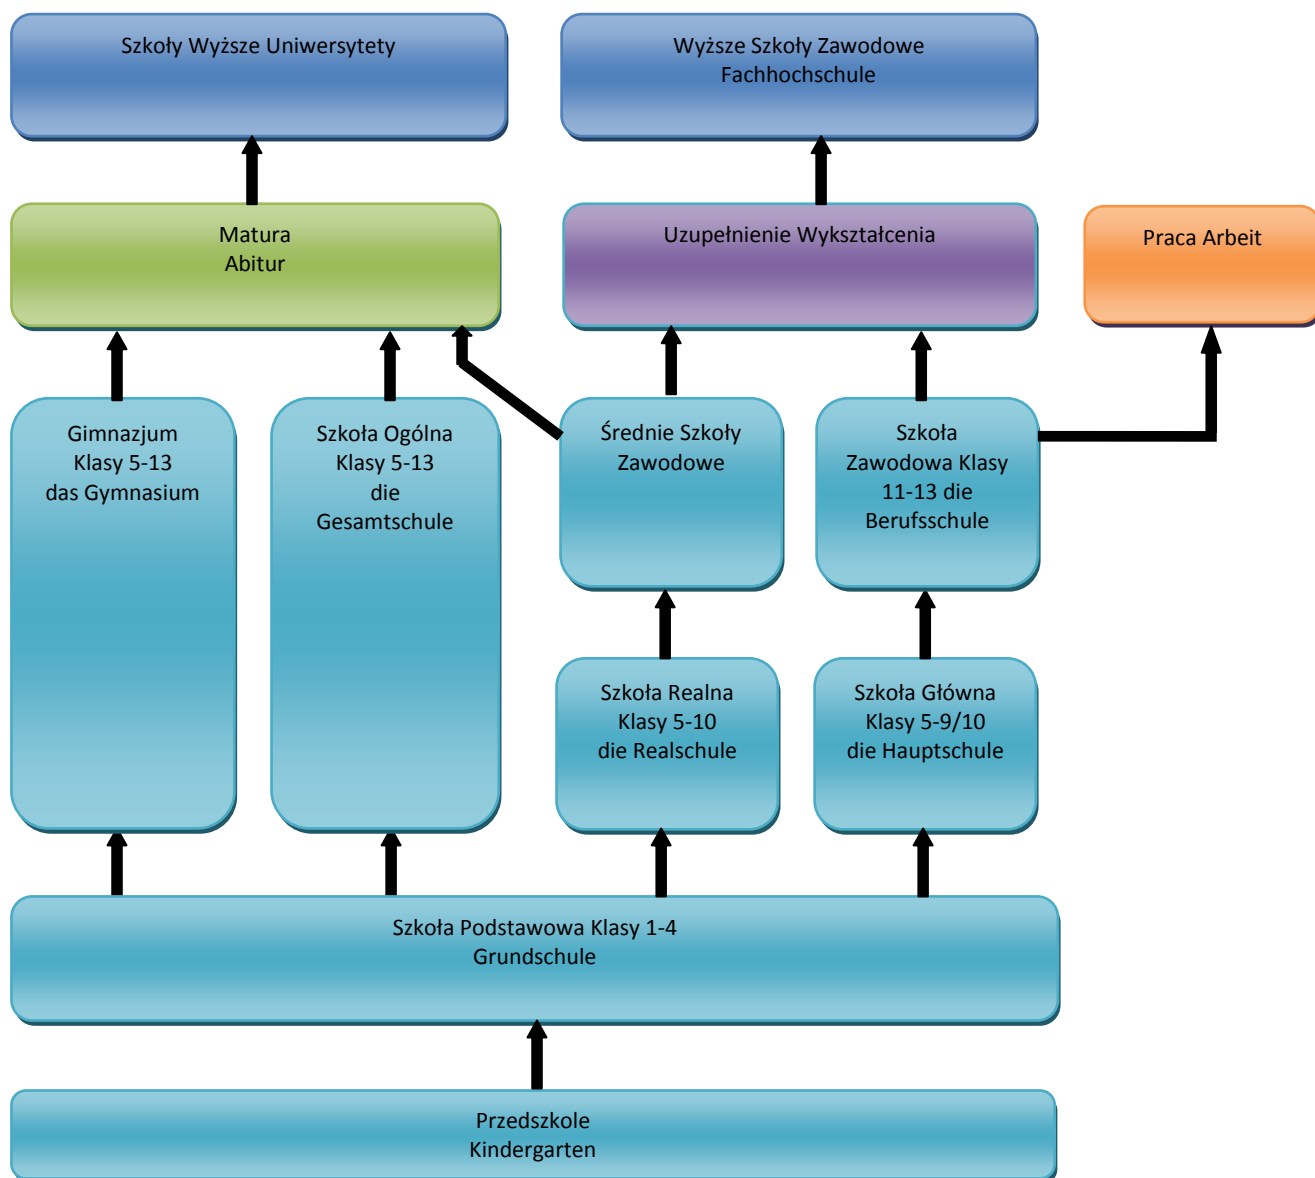 Szkoły Wyższe Uniwersytety
Wyższe Szkoły Zawodowe
Fachhochschule
Matura
Abitur
Uzupełnienie Wykształcenia
Praca Arbeit
Gimnazjum
Klasy 5-13
das Gymnasium
Szkoła Ogólna
Klasy 5-13
die
Gesamtschule
Średnie Szkoły
Zawodowe
Szkoła
Zawodowa Klasy
11-13 die
Berufsschule
Szkoła Realna
Klasy 5-10
die Realschule
Szkoła Główna
Klasy 5-9/10
die Hauptschule
Szkoła Podstawowa Klasy 1-4
Grundschule
Przedszkole
Kindergarten